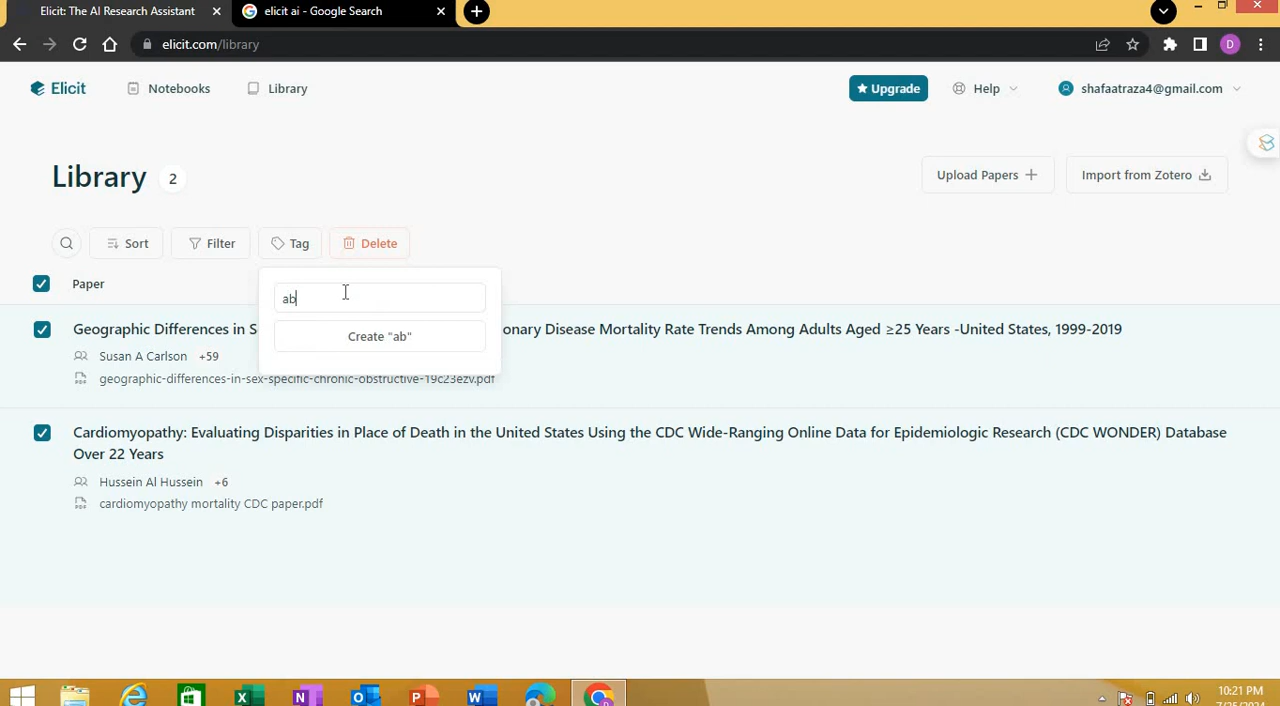 Elicit: The AI Research Assistant
elicit ai - Google Search
elicit.com/library
D
Elicit
Notebooks
Library
Upgrade
Help
shafaatraza4@gmail.com
Library 2
Upload Papers
Import from Zotero
Sort
Filter
Tag
Delete
Paper
ab
Create "ab"
Geographic Differences in S onary Disease Mortality Rate Trends Among Adults Aged ≥25 Years -United States, 1999-2019
Susan A Carlson +59
geographic-differences-in-sex-specific-chronic-obstructive-19c23ezv.pdf
Cardiomyopathy: Evaluating Disparities in Place of Death in the United States Using the CDC Wide-Ranging Online Data for Epidemiologic Research (CDC WONDER) Database
Over 22 Years
Hussein Al Hussein +6
cardiomyopathy mortality CDC paper.pdf
10:21 PM
7/25/2024